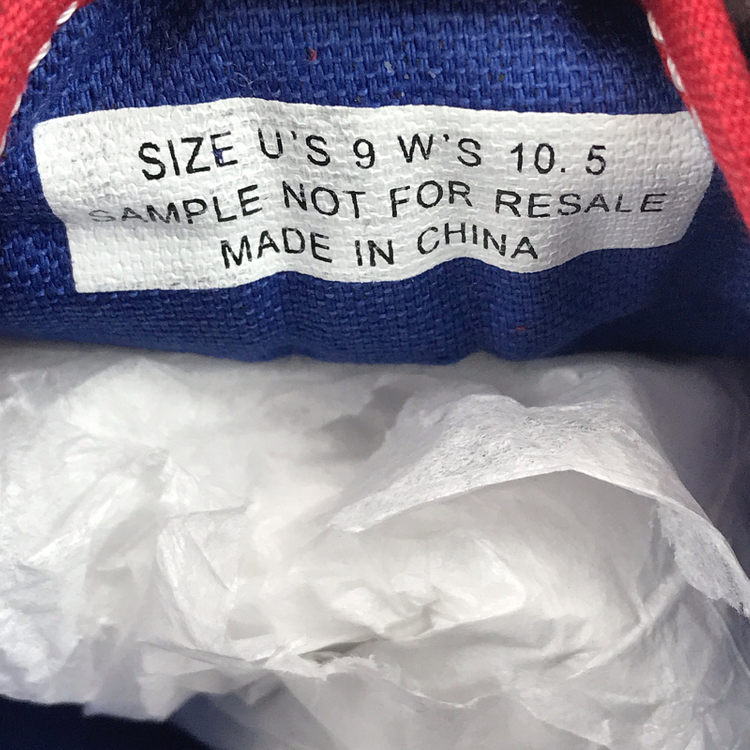 SIZE U'S 9 W'S 10.5
SAMPLE NOT FOR RESALE
MADE IN CHINA